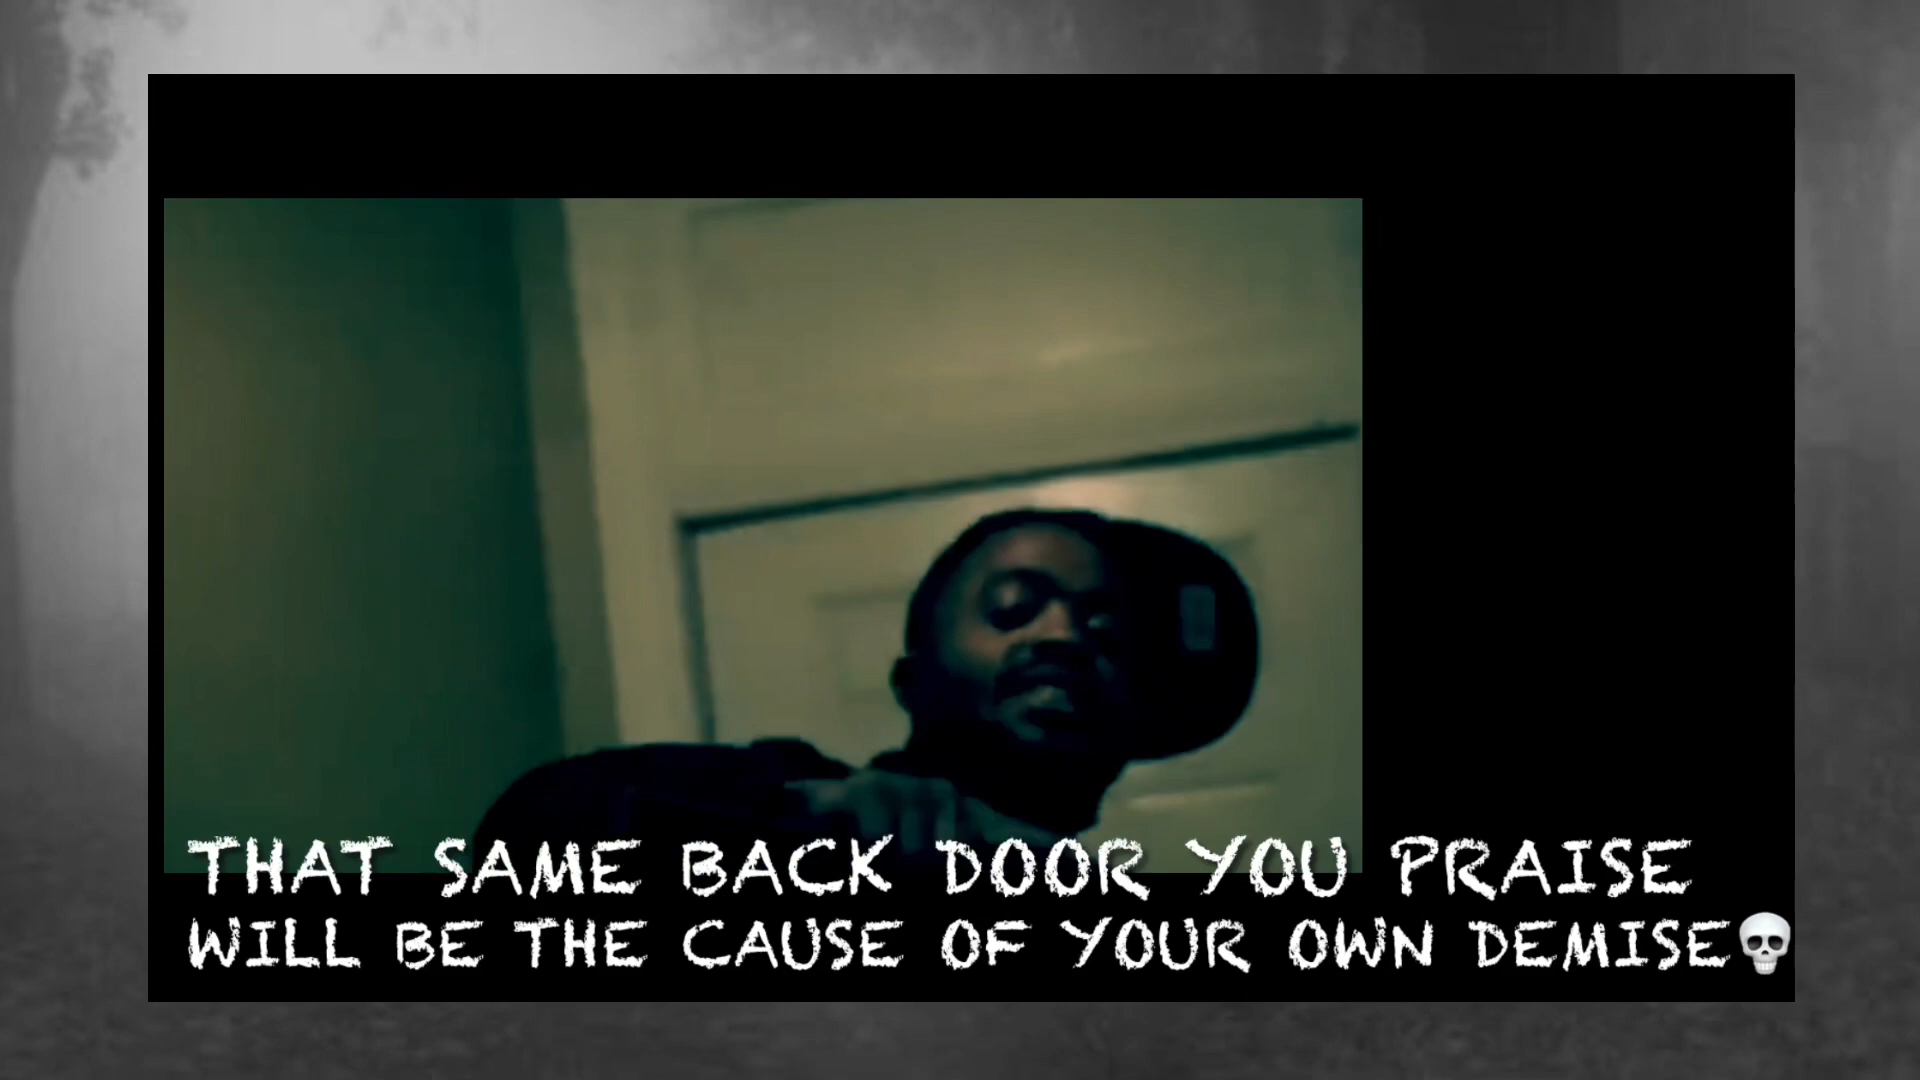 THAT SAME BACK DOOR YOU PRAISE
WILL BE THE CAUSE OF YOUR OWN DEMISE💀